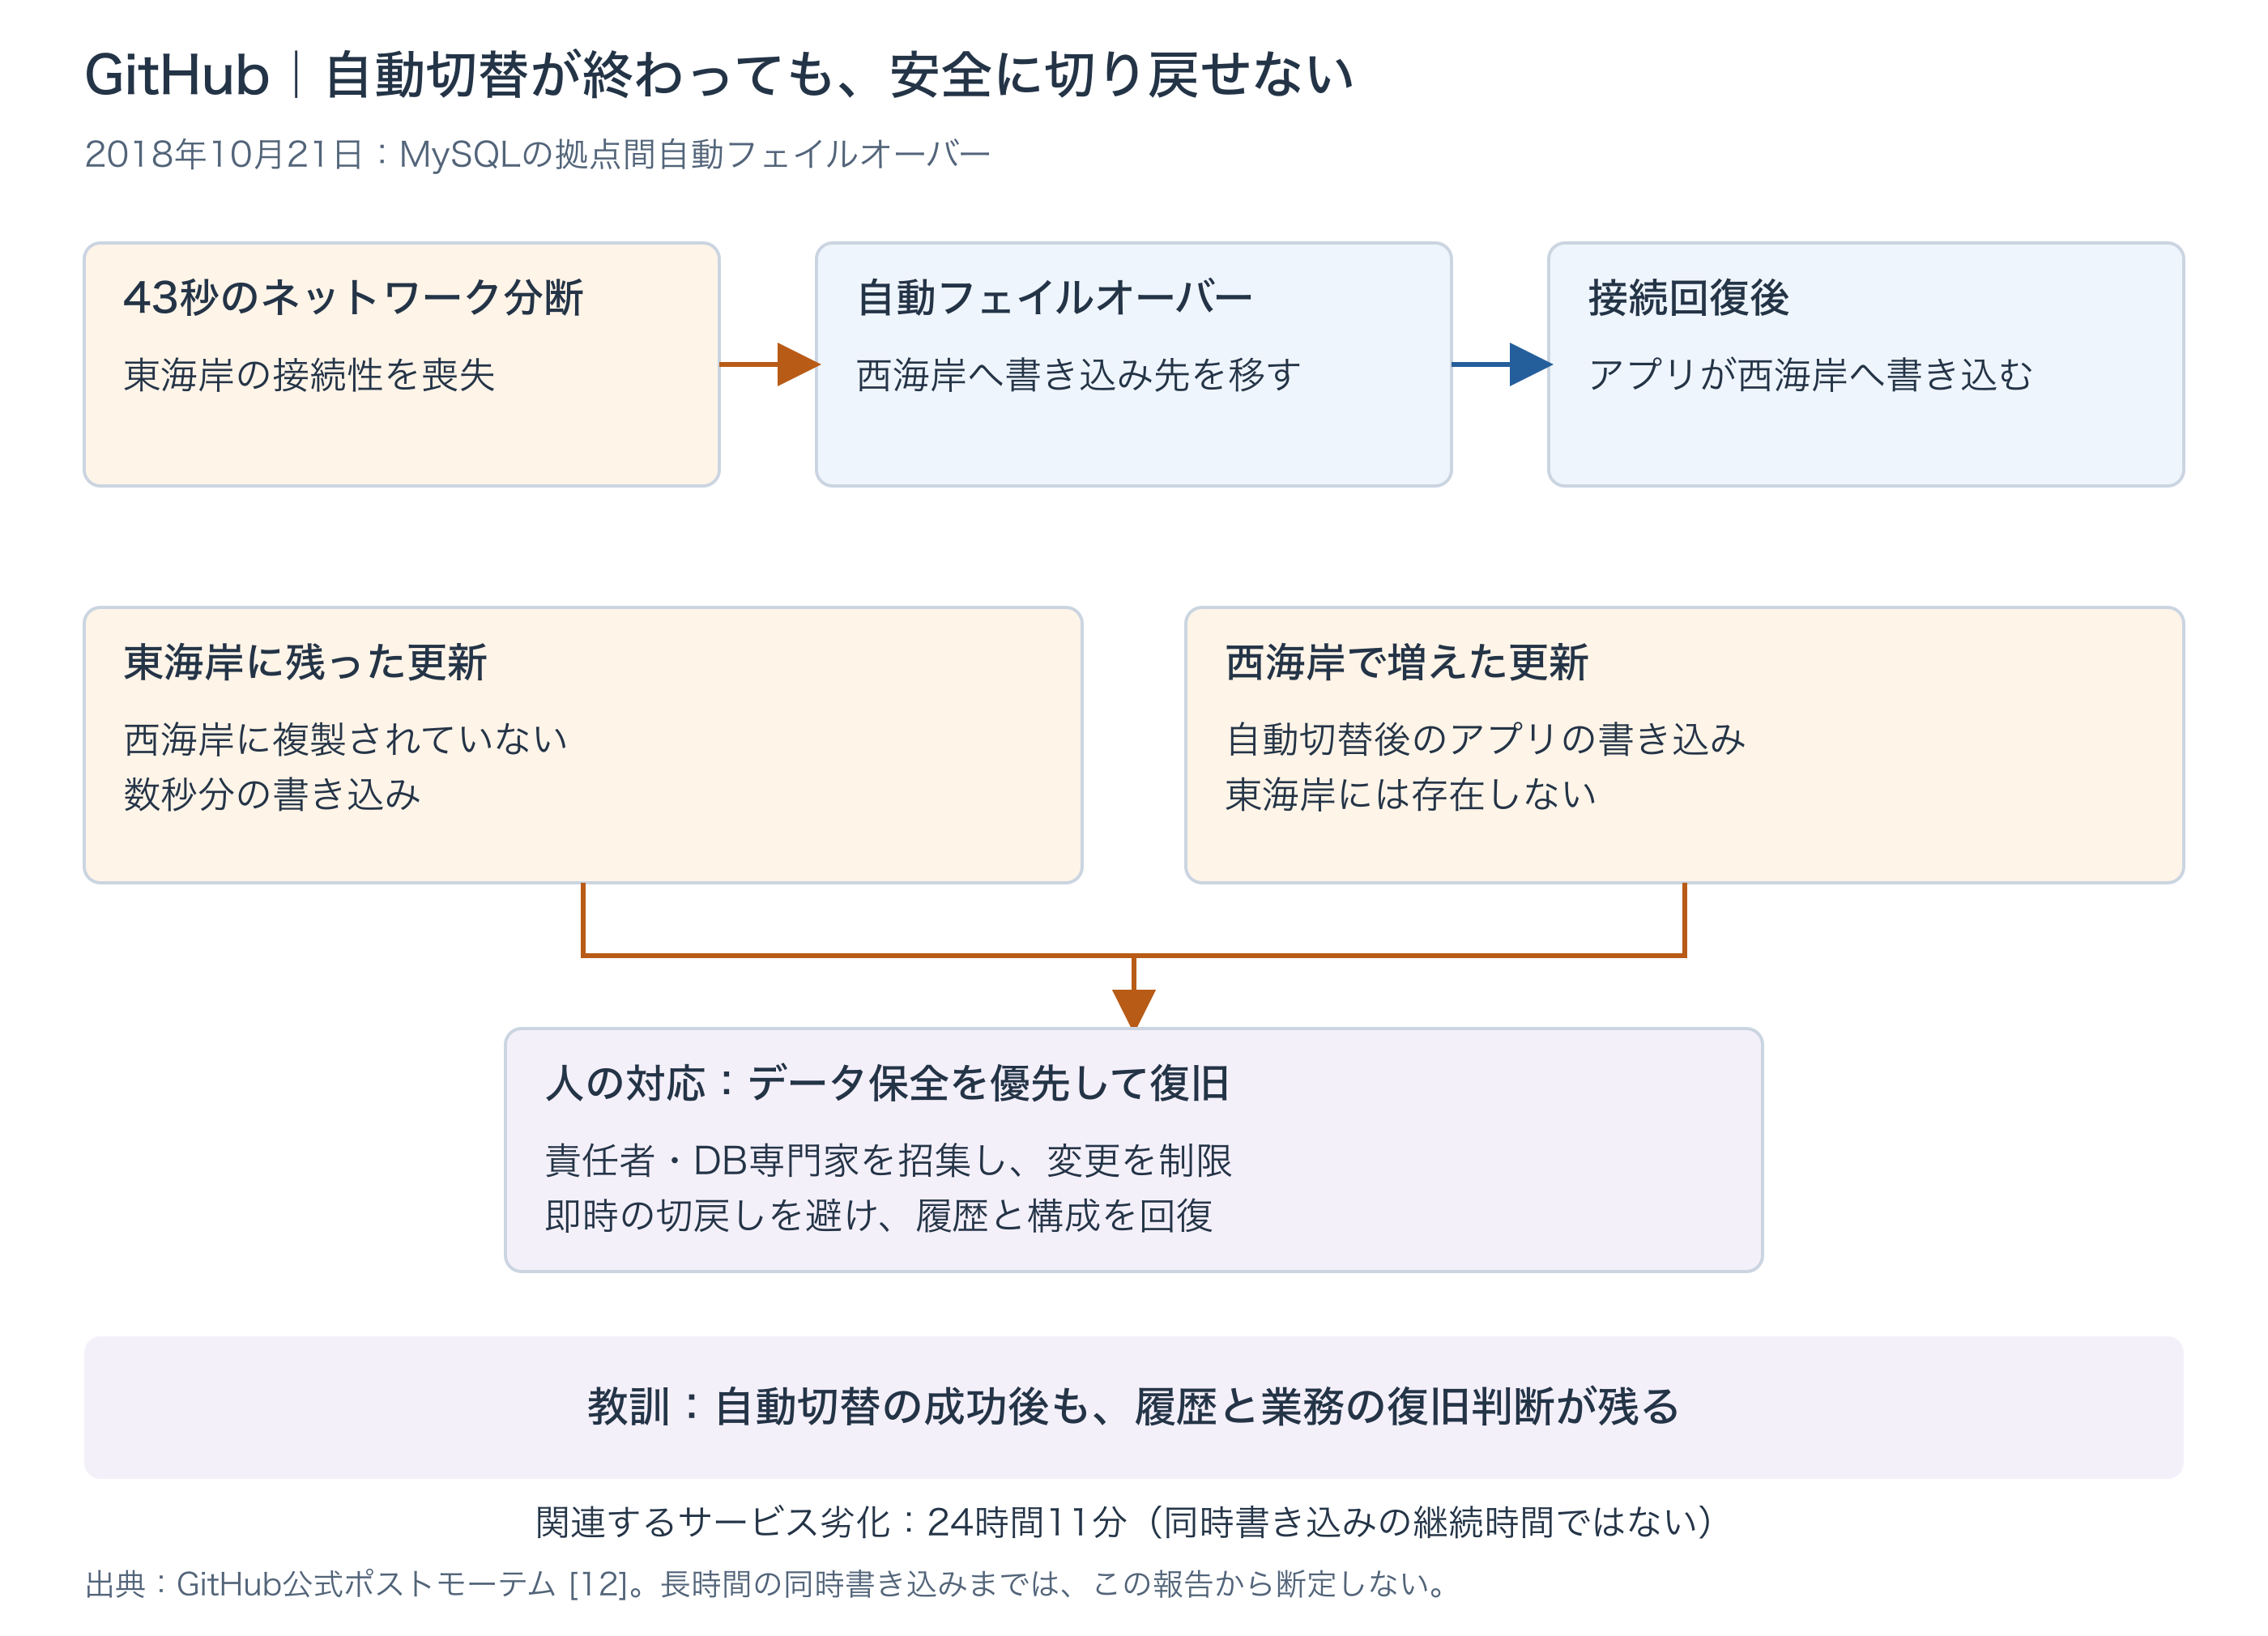 GitHub｜自動切替が終わっても、安全に切り戻せない
2018年10月21日：MySQLの拠点間自動フェイルオーバー
43秒のネットワーク分断
東海岸の接続性を喪失
自動フェイルオーバー
西海岸へ書き込み先を移す
接続回復後
アプリが西海岸へ書き込む
東海岸に残った更新
西海岸に複製されていない
数秒分の書き込み
西海岸で増えた更新
自動切替後のアプリの書き込み
東海岸には存在しない
人の対応：データ保全を優先して復旧
責任者・DB専門家を招集し、変更を制限
即時の切戻しを避け、履歴と構成を回復
教訓：自動切替の成功後も、履歴と業務の復旧判断が残る
関連するサービス劣化：24時間11分（同時書き込みの継続時間ではない）
出典：GitHub公式ポストモーテム [12]。長時間の同時書き込みまでは、この報告から断定しない。